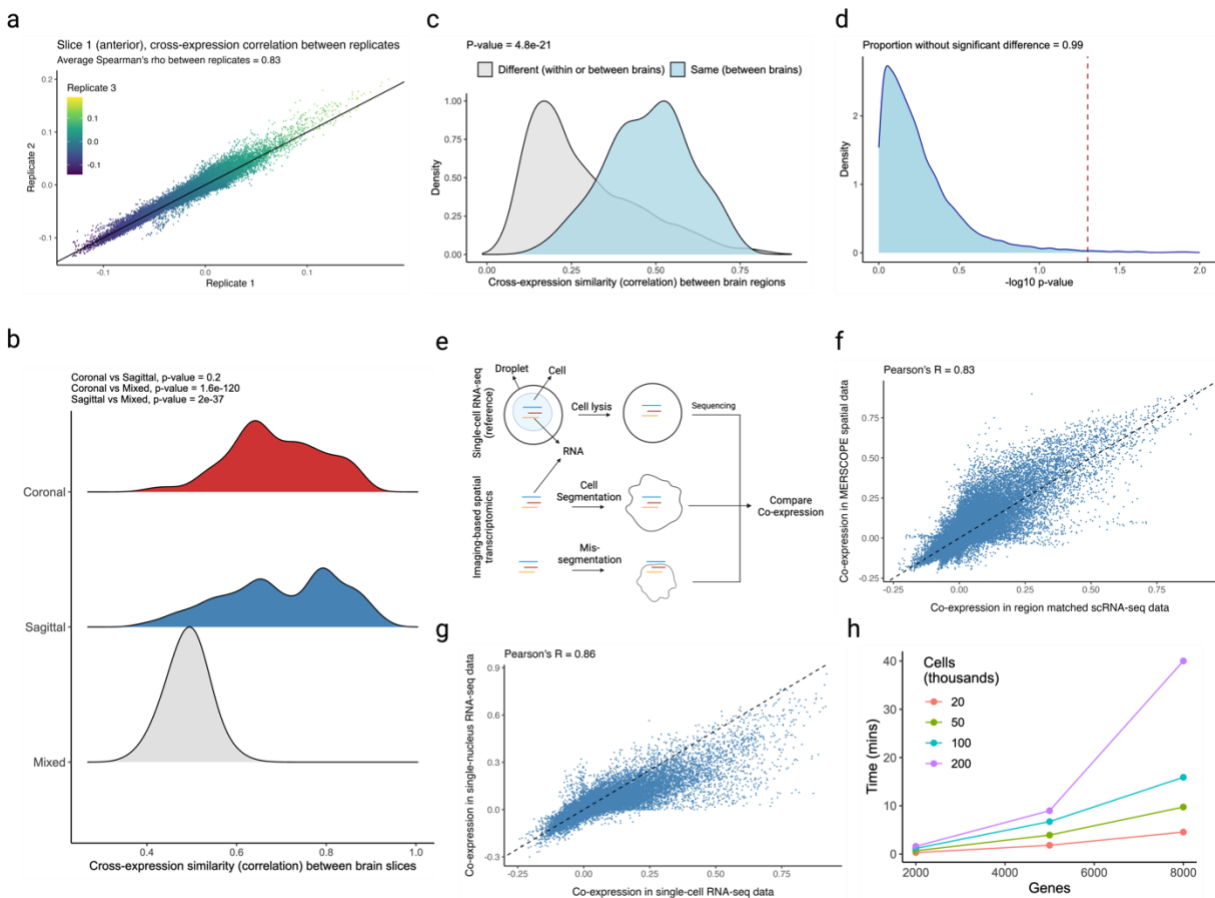 a
Slice 1 (anterior), cross-expression correlation between replicates
Average Spearman's rho between replicates = 0.83
Replicate 3
0.1
0.0
-0.1
Replicate 2
0.2
0.1
0.0
-0.1
-0.1
0.0
0.1
Replicate 1
c
P-value = 4.8e-21
Different (within or between brains)
Same (between brains)
Density
1.00
0.75
0.50
0.25
0.00
0.00
0.25
0.50
0.75
Cross-expression similarity (correlation) between brain regions
d
Proportion without significant difference = 0.99
Density
2
1
0
0.0
0.5
1.0
1.5
2.0
-log10 p-value
b
Coronal vs Sagittal, p-value = 0.2
Coronal vs Mixed, p-value = 1.6e-120
Sagittal vs Mixed, p-value = 2e-37
Coronal
Sagittal
Mixed
0.4
0.6
0.8
1.0
Cross-expression similarity (correlation) between brain slices
e
Droplet
Cell
Single-cell RNA-seq
(reference)
Cell lysis
Sequencing
RNA
Imaging-based spatial
transcriptomics
Cell
Segmentation
Compare
Co-expression
Mis-
segmentation
f
Pearson's R = 0.83
Co-expression in MERSCOPE spatial data
0.75
0.50
0.25
0.00
-0.25
-0.25
0.00
0.25
0.50
0.75
Co-expression in region matched scRNA-seq data
g
Pearson's R = 0.86
Co-expression in single-nucleus RNA-seq data
0.9
0.6
0.3
0.0
-0.3
-0.25
0.00
0.25
0.50
0.75
Co-expression in single-cell RNA-seq data
h
Cells
(thousands)
20
50
100
200
Time (mins)
40
30
20
10
0
2000
4000
6000
8000
Genes